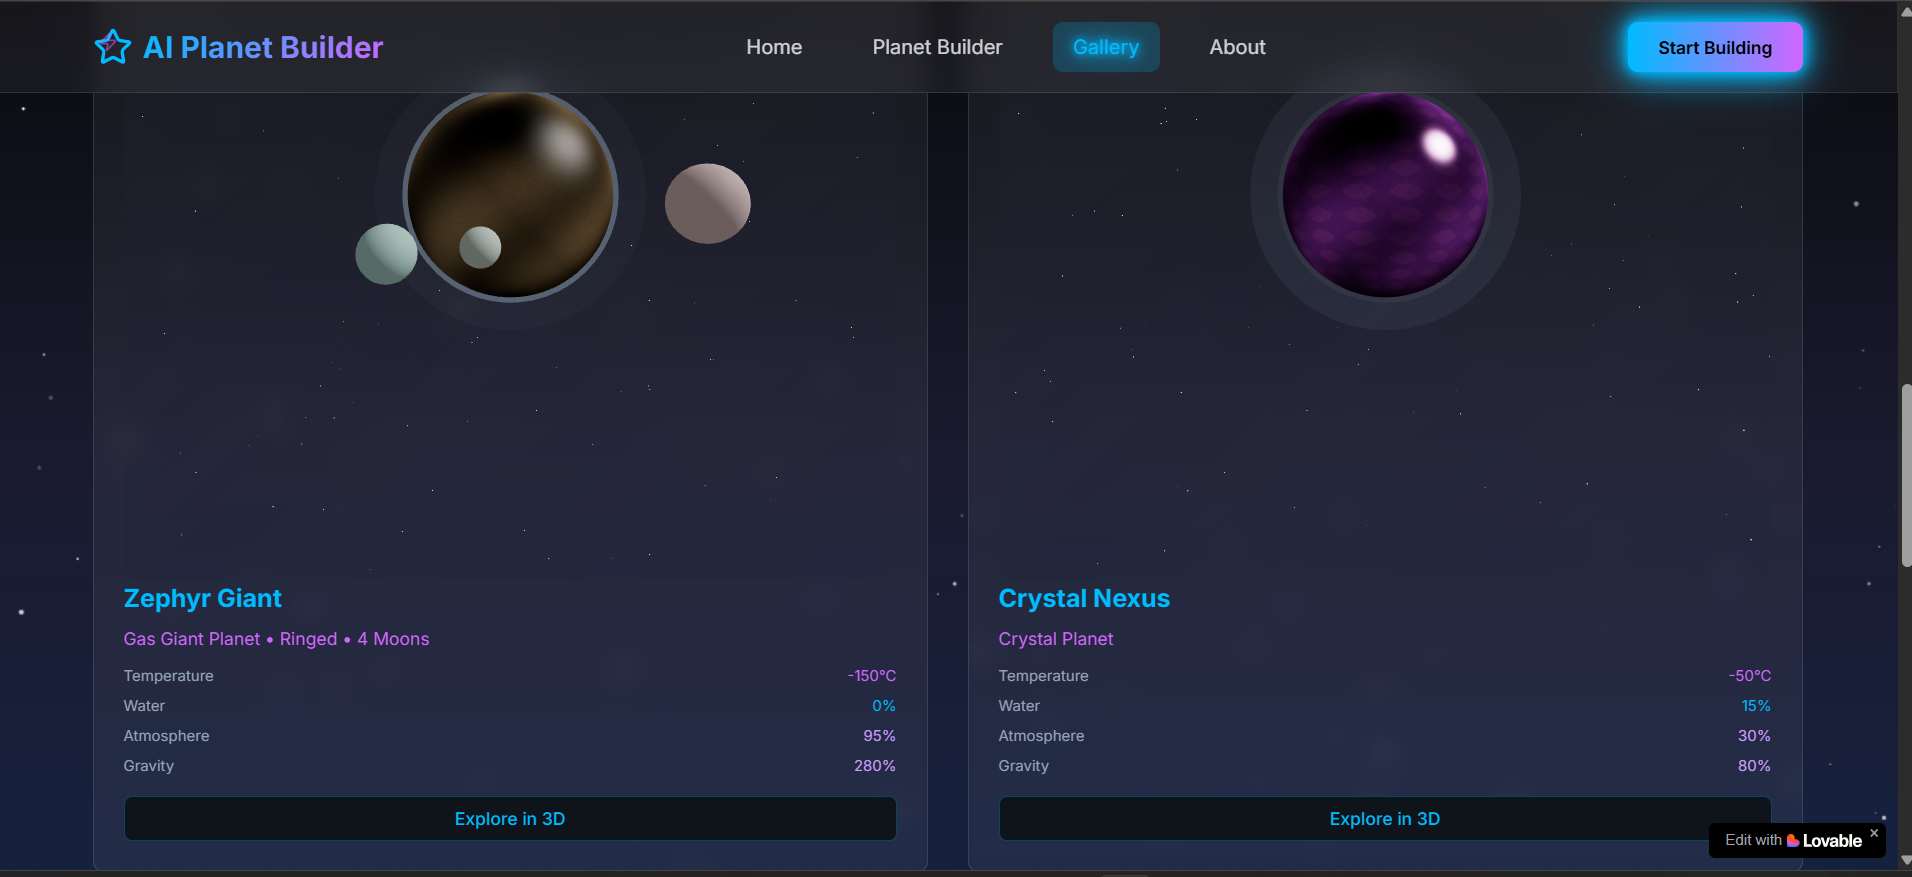 AI Planet Builder
Home
Planet Builder
Gallery
About
Start Building
Zephyr Giant
Gas Giant Planet • Ringed • 4 Moons
Temperature -150°C
Water 0%
Atmosphere 95%
Gravity 280%
Explore in 3D
Crystal Nexus
Crystal Planet
Temperature -50°C
Water 15%
Atmosphere 30%
Gravity 80%
Explore in 3D
Edit with Lovable ×